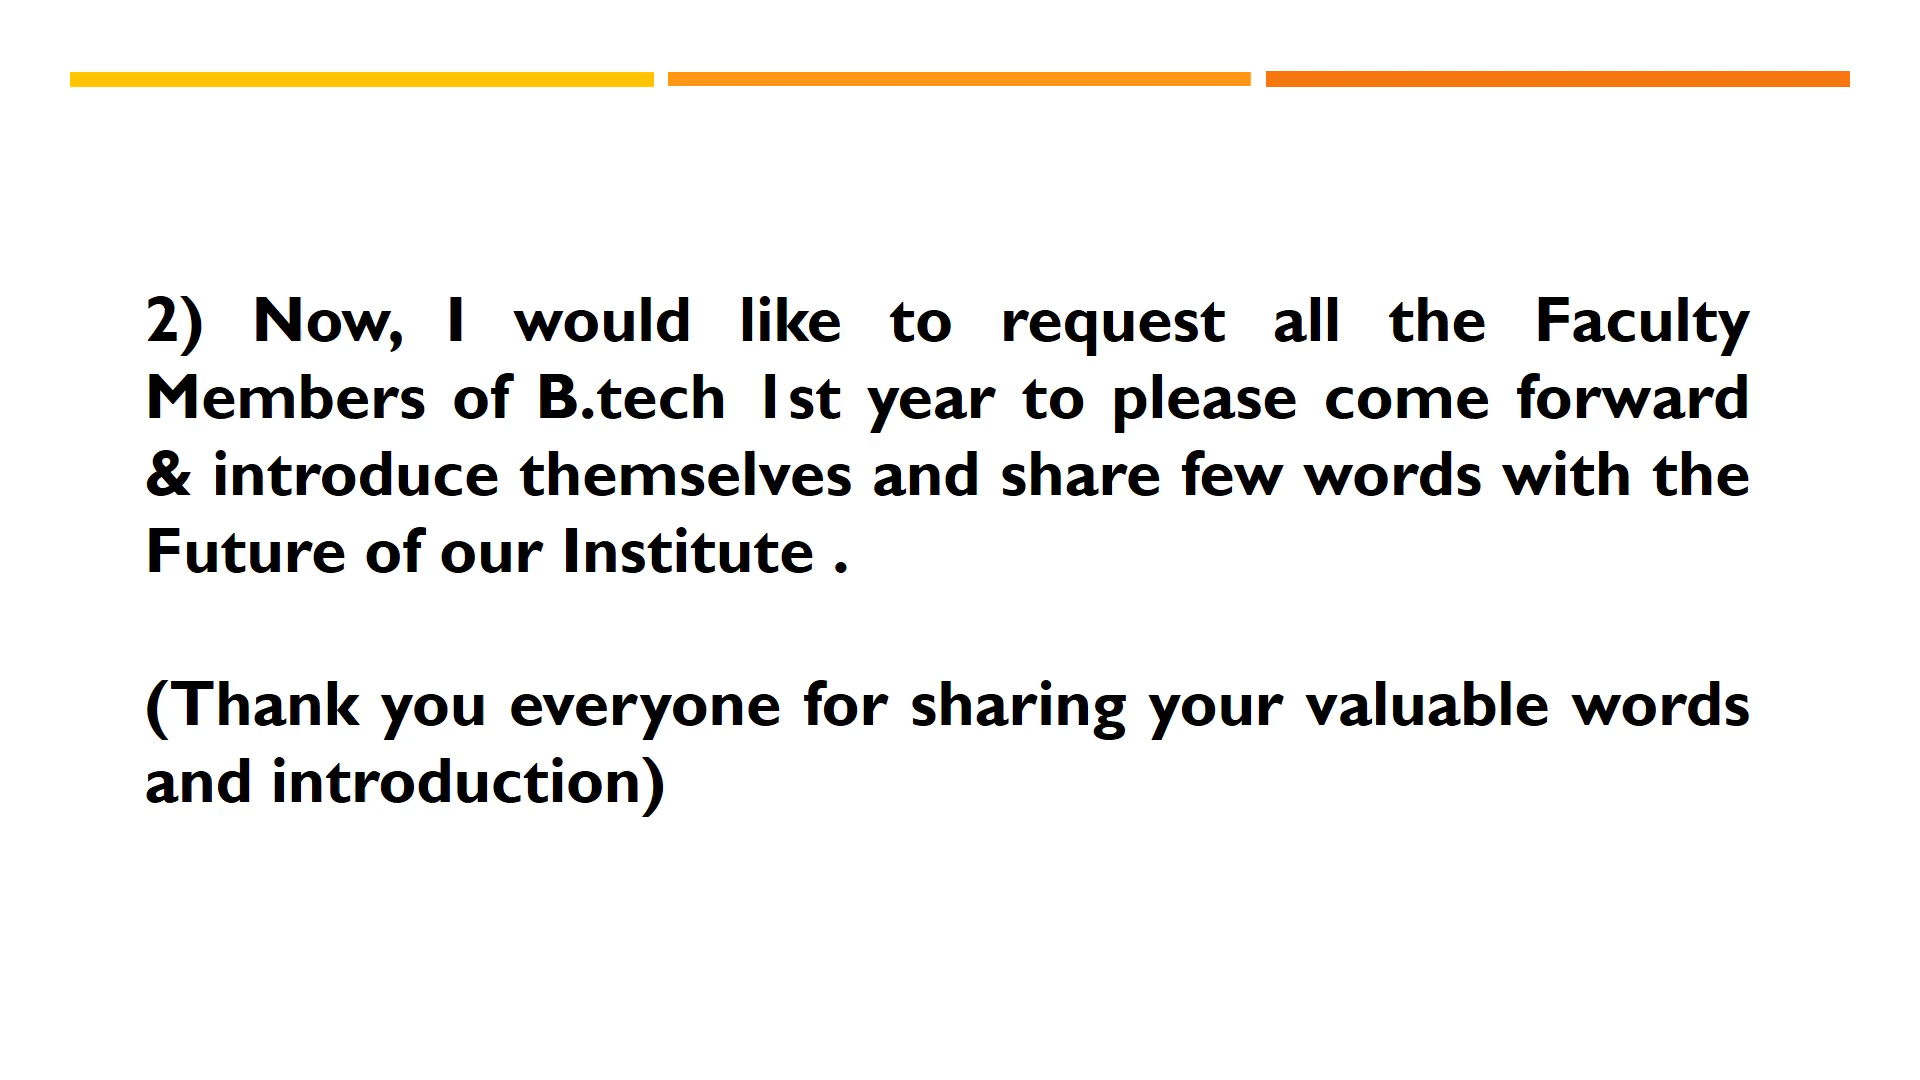 2) Now, I would like to request all the Faculty
Members of B.tech 1st year to please come forward
& introduce themselves and share few words with the
Future of our Institute .
(Thank you everyone for sharing your valuable words
and introduction)